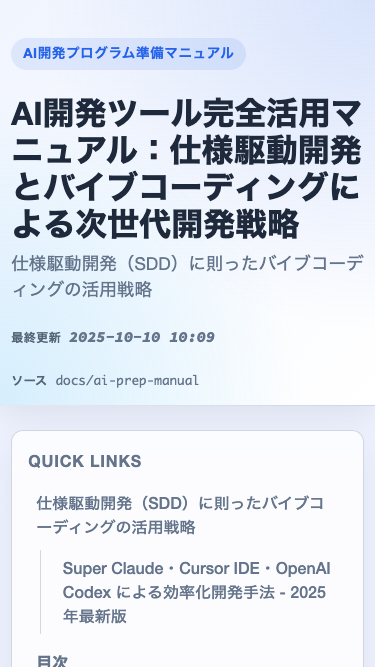 AI開発プログラム準備マニュアル
AI開発ツール完全活用マ
ニュアル：仕様駆動開発
とバイブコーディングに
よる次世代開発戦略
仕様駆動開発（SDD）に則ったバイブコーデ
ィングの活用戦略
最終更新 2025-10-10 10:09
ソース docs/ai-prep-manual
QUICK LINKS
仕様駆動開発（SDD）に則ったバイブコ
ーディングの活用戦略
Super Claude・Cursor IDE・OpenAI
Codex による効率化開発手法 - 2025
年最新版
目次